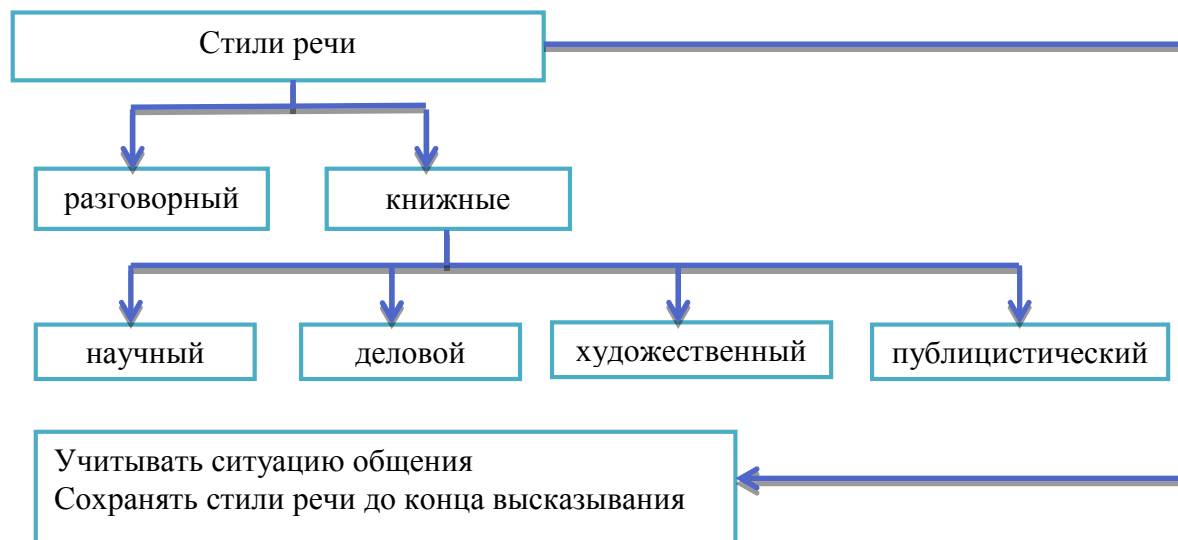 Стили речи
разговорный
книжные
научный
деловой
художественный
публицистический
Учитывать ситуацию общения
Сохранять стили речи до конца высказывания